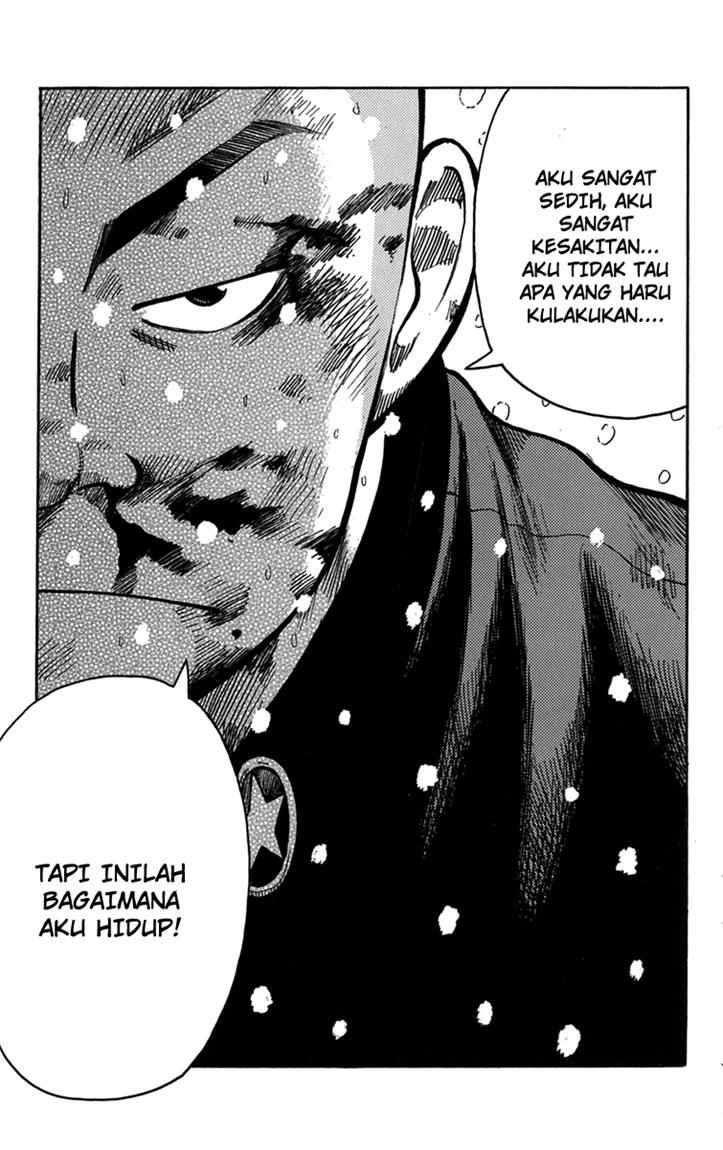 AKU SANGAT
SEDIH, AKU
SANGAT
KESAKITAN...
AKU TIDAK TAU
APA YANG HARU
KULAKUKAN....
TAPI INILAH
BAGAIMANA
AKU HIDUP!